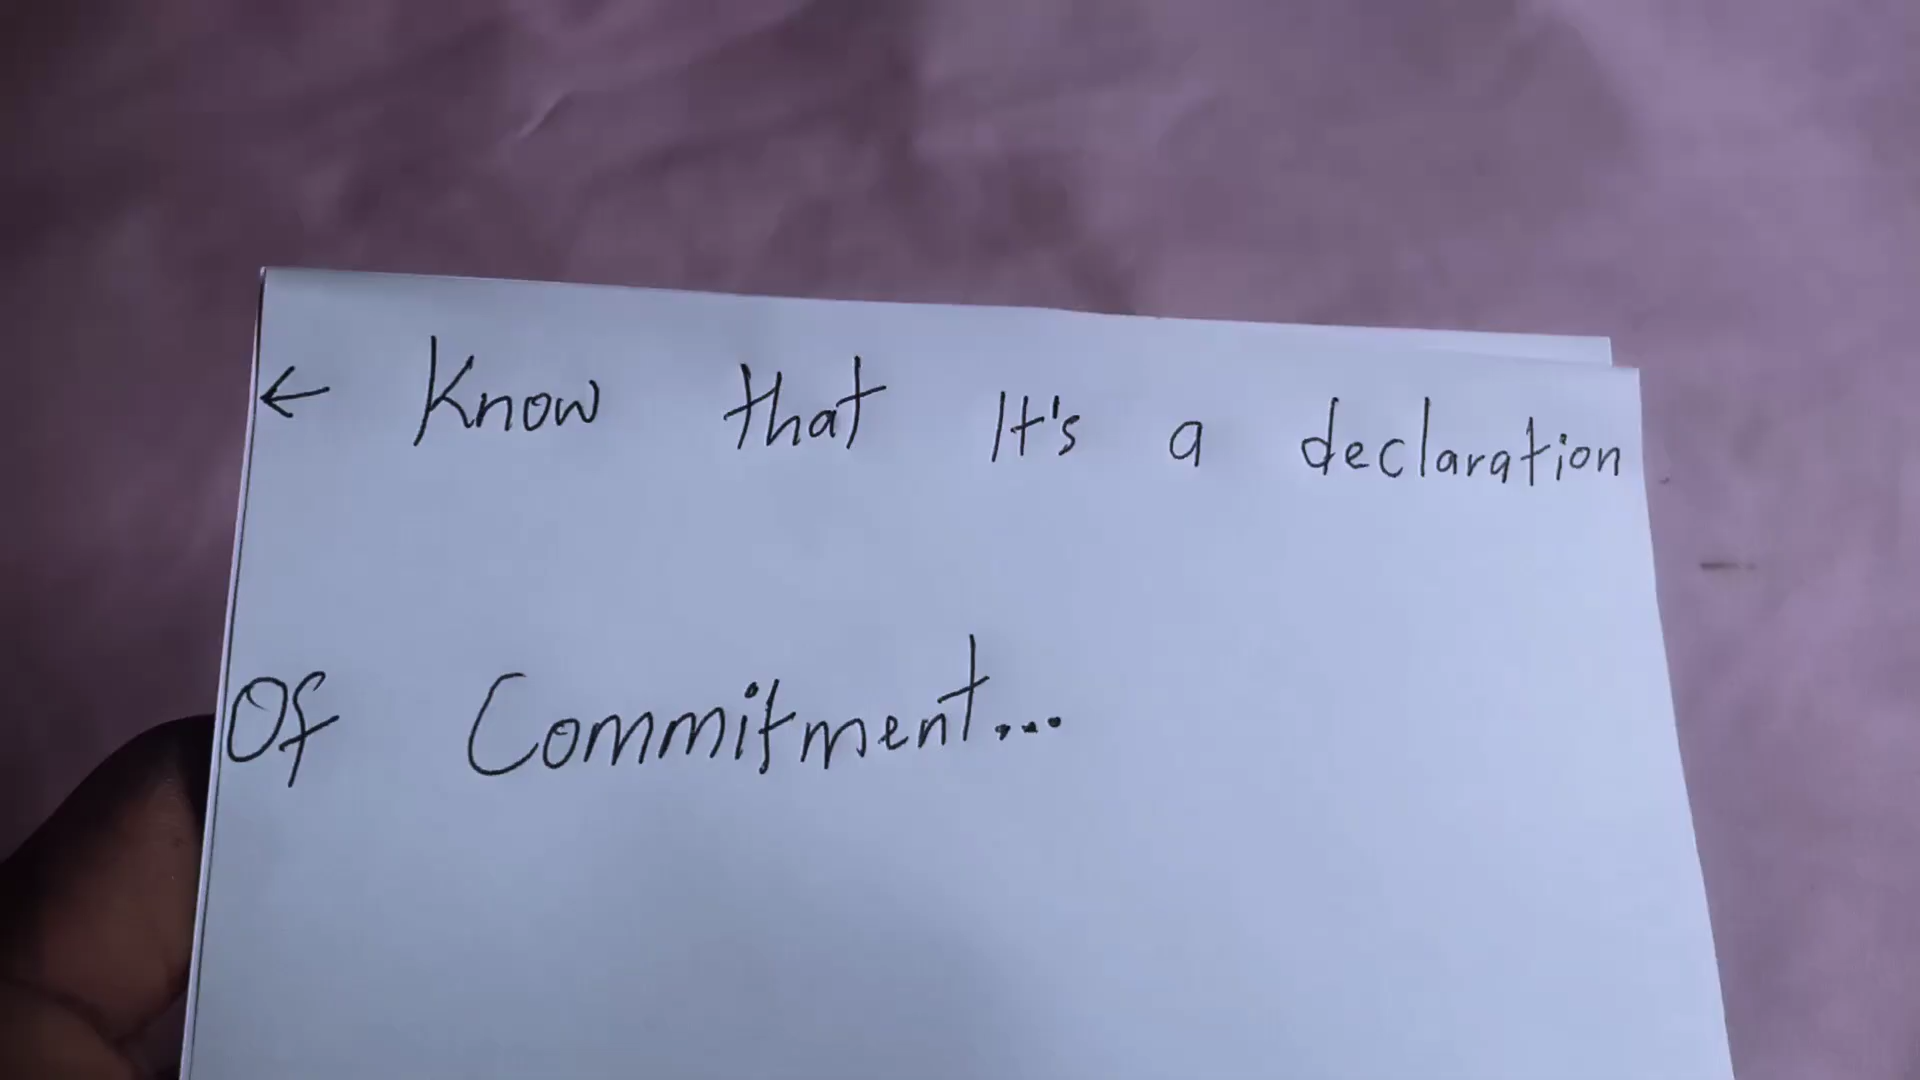 ← Know that It's a declaration
Of Commitment...